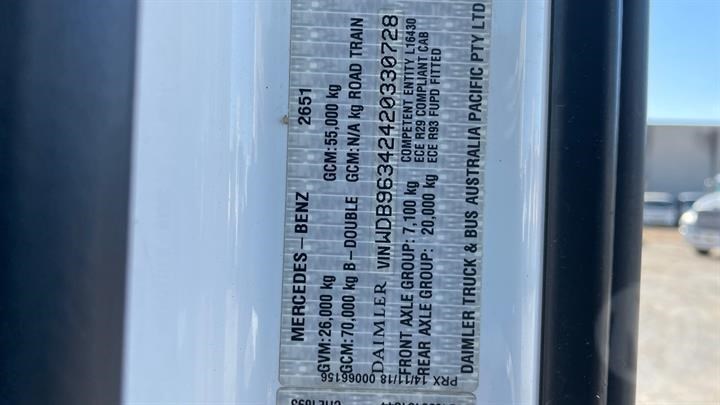 MERCEDES-BENZ 2651
GVM:26,000 kg GCM:55,000 kg
GCM:70,000 kg B-DOUBLE GCM:N/A kg ROAD TRAIN
DAIMLER VIN WDB96342420330728
FRONT AXLE GROUP: 7,100 kg COMPETENT ENTITY L16430
REAR AXLE GROUP: 20,000 kg ECE R29 COMPLIANT CAB
ECE R93 FUPD FITTED
DAIMLER TRUCK & BUS AUSTRALIA PACIFIC PTY LTD
PRX 14/11/18 00066156